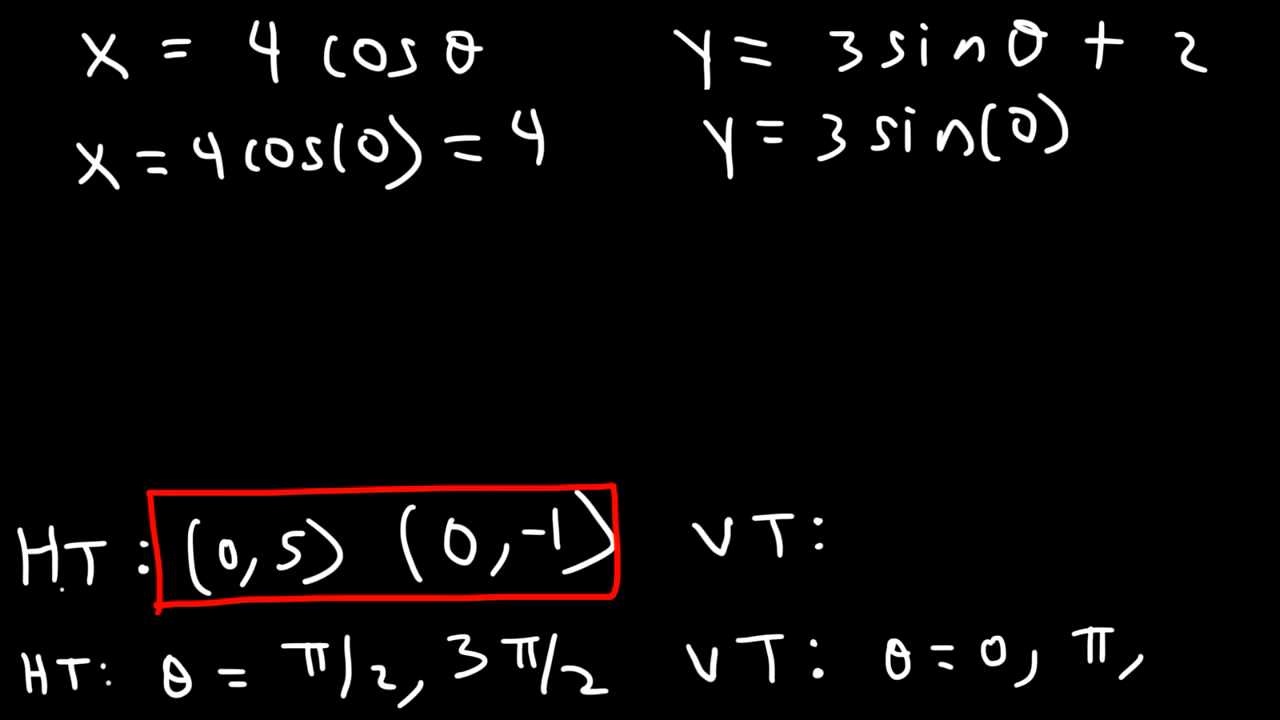 x = 4 cos θ y = 3 sin θ + 2
x = 4 cos(0) = 4 y = 3 sin(0)
HT: (0, 5) (0, -1) VT:
HT: θ = π/2, 3π/2 VT: θ = 0, π,